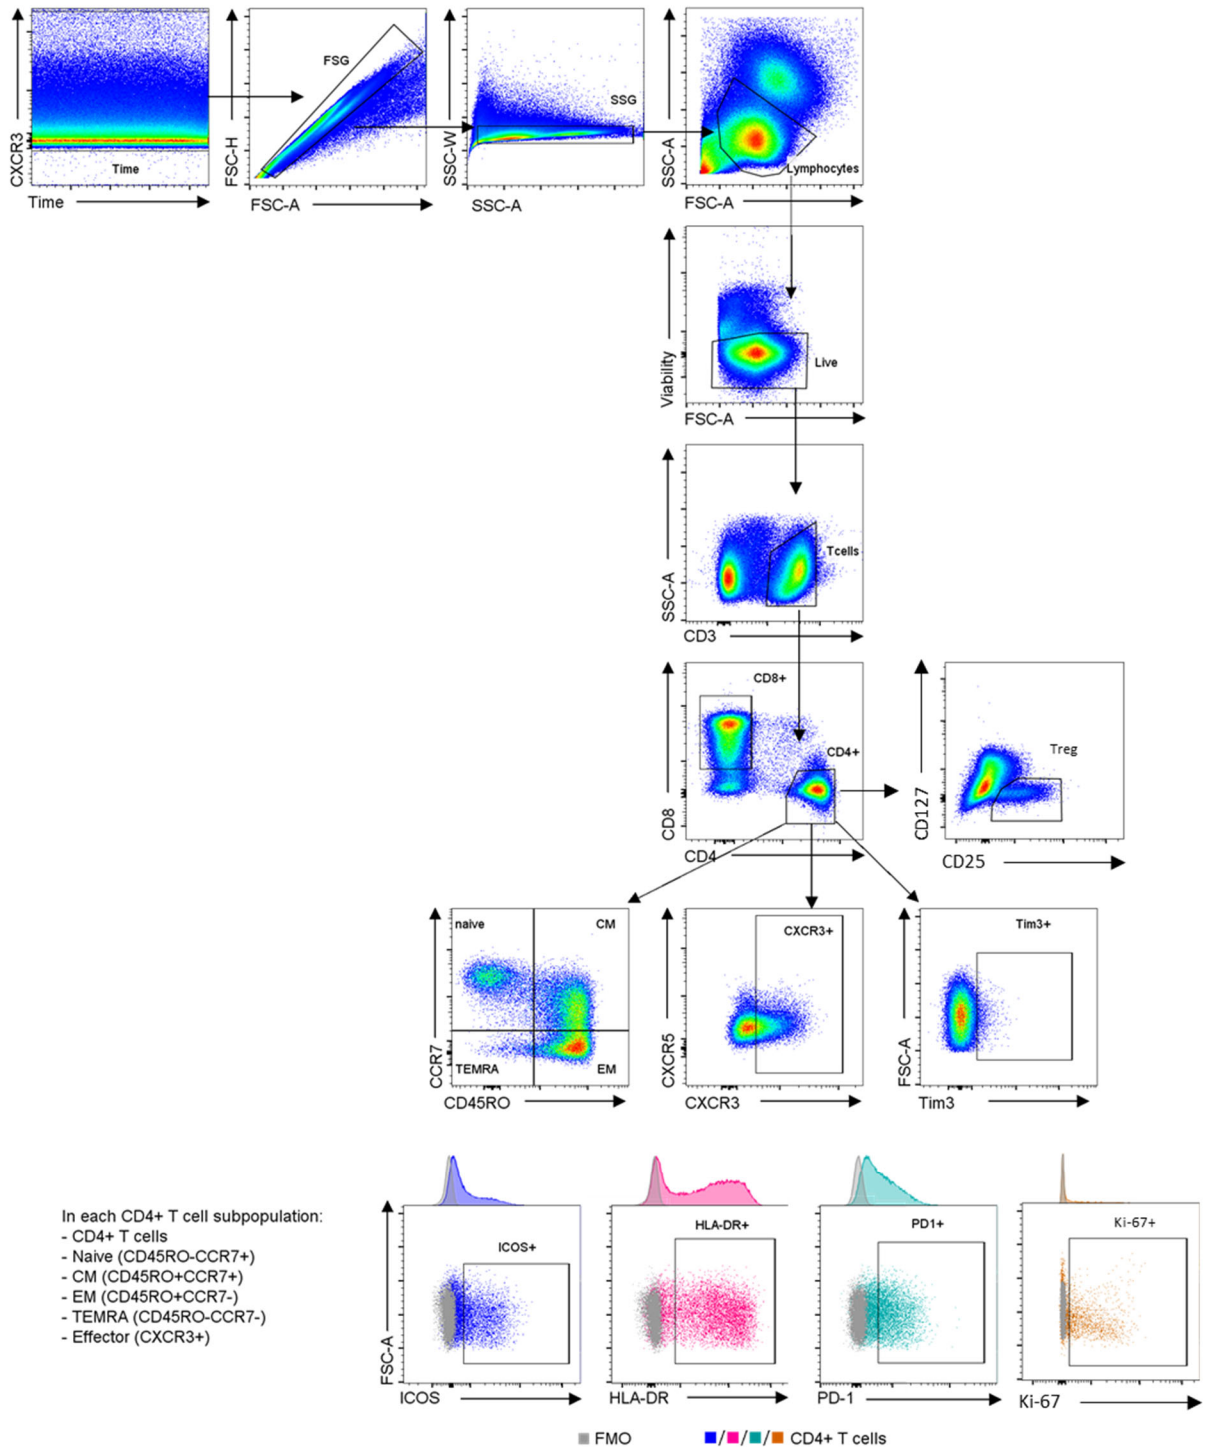 CXCR3
Time
Time
FSC-H
FSG
FSC-A
SSC-W
SSG
SSC-A
SSC-A
Lymphocytes
FSC-A
Viability
Live
FSC-A
SSC-A
Tcells
CD3
CD8
CD8+
CD4+
CD4
CD127
Treg
CD25
CCR7
naive
CM
TEMRA
EM
CD45RO
CXCR5
CXCR3+
CXCR3
FSC-A
Tim3+
Tim3
In each CD4+ T cell subpopulation:
- CD4+ T cells
- Naive (CD45RO-CCR7+)
- CM (CD45RO+CCR7+)
- EM (CD45RO+CCR7-)
- TEMRA (CD45RO-CCR7-)
- Effector (CXCR3+)
FSC-A
ICOS+
ICOS
HLA-DR+
HLA-DR
PD1+
PD-1
Ki-67+
Ki-67
FMO
/ / / CD4+ T cells